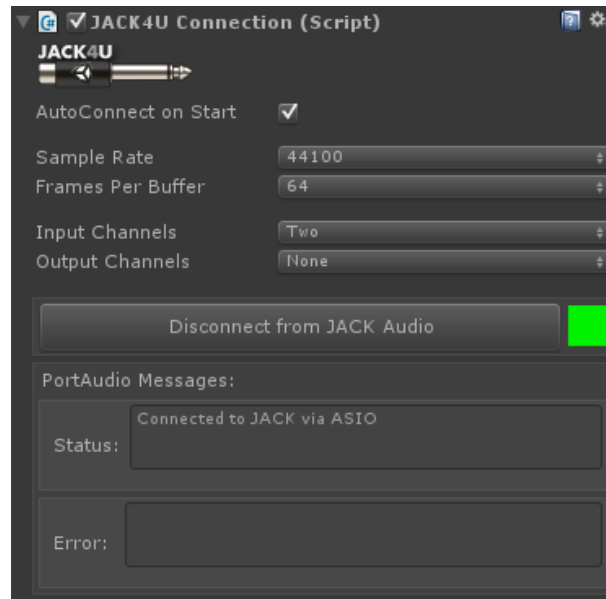 JACK4U Connection (Script)
JACK4U
AutoConnect on Start
Sample Rate 44100
Frames Per Buffer 64
Input Channels Two
Output Channels None
Disconnect from JACK Audio
PortAudio Messages:
Connected to JACK via ASIO
Status:
Error: